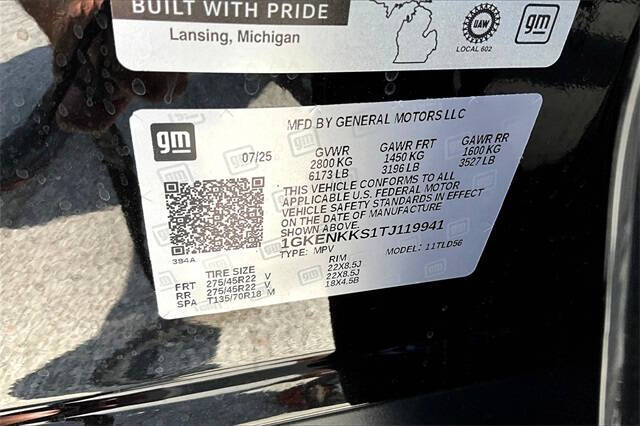 BUILT WITH PRIDE
Lansing, Michigan
UAW
LOCAL 602
gm
gm
MFD BY GENERAL MOTORS LLC
07/25
GVWR GAWR FRT GAWR RR
2800 KG 1450 KG 1600 KG
6173 LB 3196 LB 3527 LB
THIS VEHICLE CONFORMS TO ALL
APPLICABLE U.S. FEDERAL MOTOR
VEHICLE SAFETY STANDARDS IN EFFECT
ON THE DATE OF MANUFACTURE
SHOWN ABOVE.
1GKENKKS1TJ119941
TYPE: MPV MODEL: 11TLD56
394A
TIRE SIZE RIM
FRT 275/45R22 V 22X8.5J
RR 275/45R22 V 22X8.5J
SPA T135/70R18 M 18X4.5B